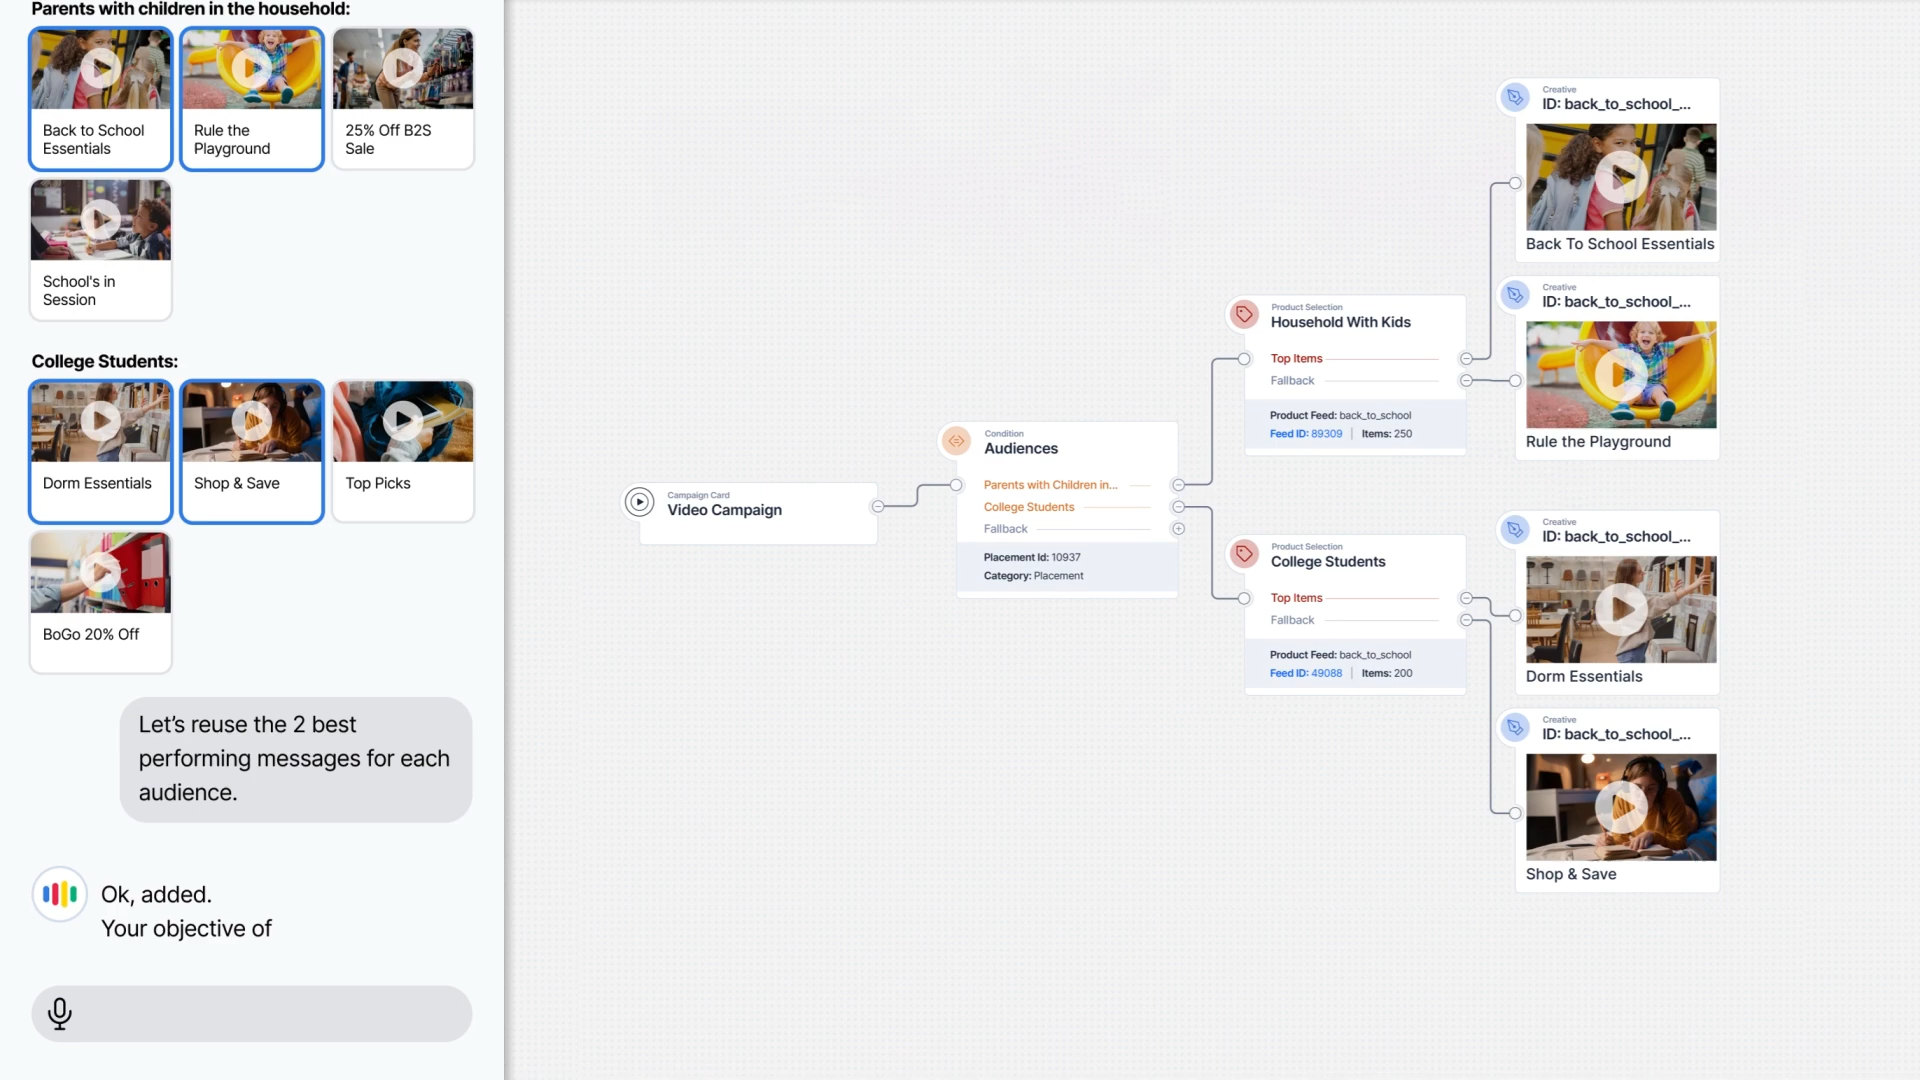 Parents with children in the household:
Back to School
Essentials
Rule the
Playground
25% Off B2S
Sale
School's in
Session
College Students:
Dorm Essentials
Shop & Save
Top Picks
BoGo 20% Off
Let’s reuse the 2 best
performing messages for each
audience.
Ok, added.
Your objective of
Campaign Card
Video Campaign
Condition
Audiences
Parents with Children in...
College Students
Fallback
Placement Id: 10937
Category: Placement
Product Selection
Household With Kids
Top Items
Fallback
Product Feed: back_to_school
Feed ID: 89309 | Items: 250
Product Selection
College Students
Top Items
Fallback
Product Feed: back_to_school
Feed ID: 49088 | Items: 200
Creative
ID: back_to_school_...
Back To School Essentials
Creative
ID: back_to_school_...
Rule the Playground
Creative
ID: back_to_school_...
Dorm Essentials
Creative
ID: back_to_school_...
Shop & Save